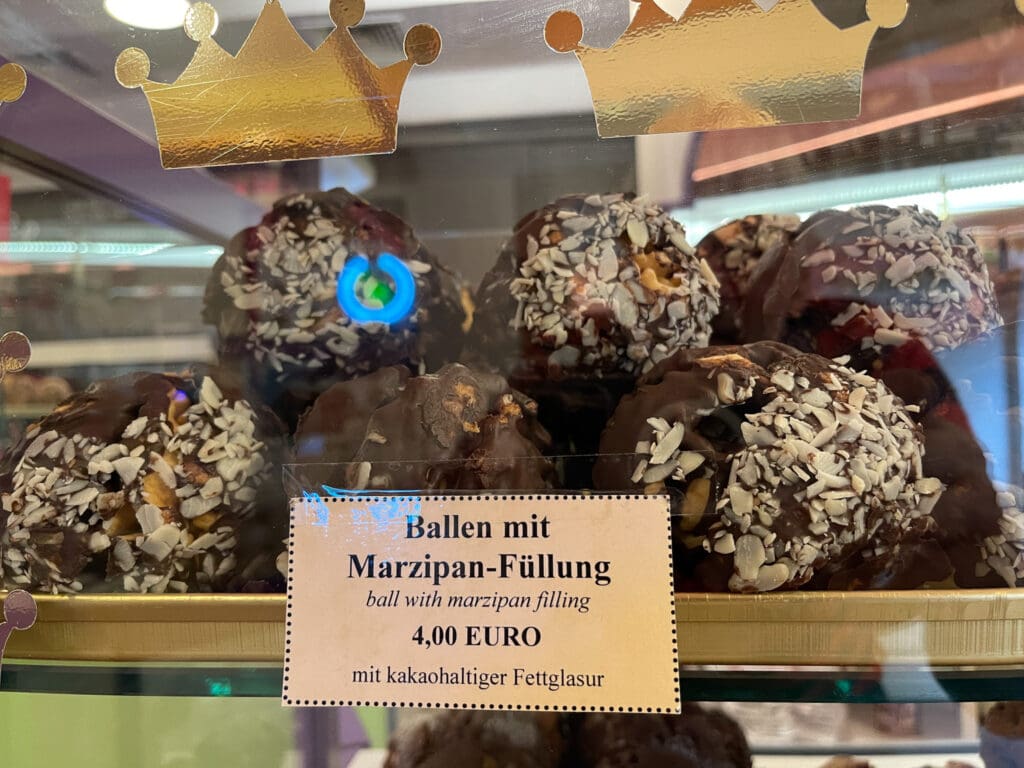 Ballen mit
Marzipan-Füllung
ball with marzipan filling
4,00 EURO
mit kakaohaltiger Fettglasur